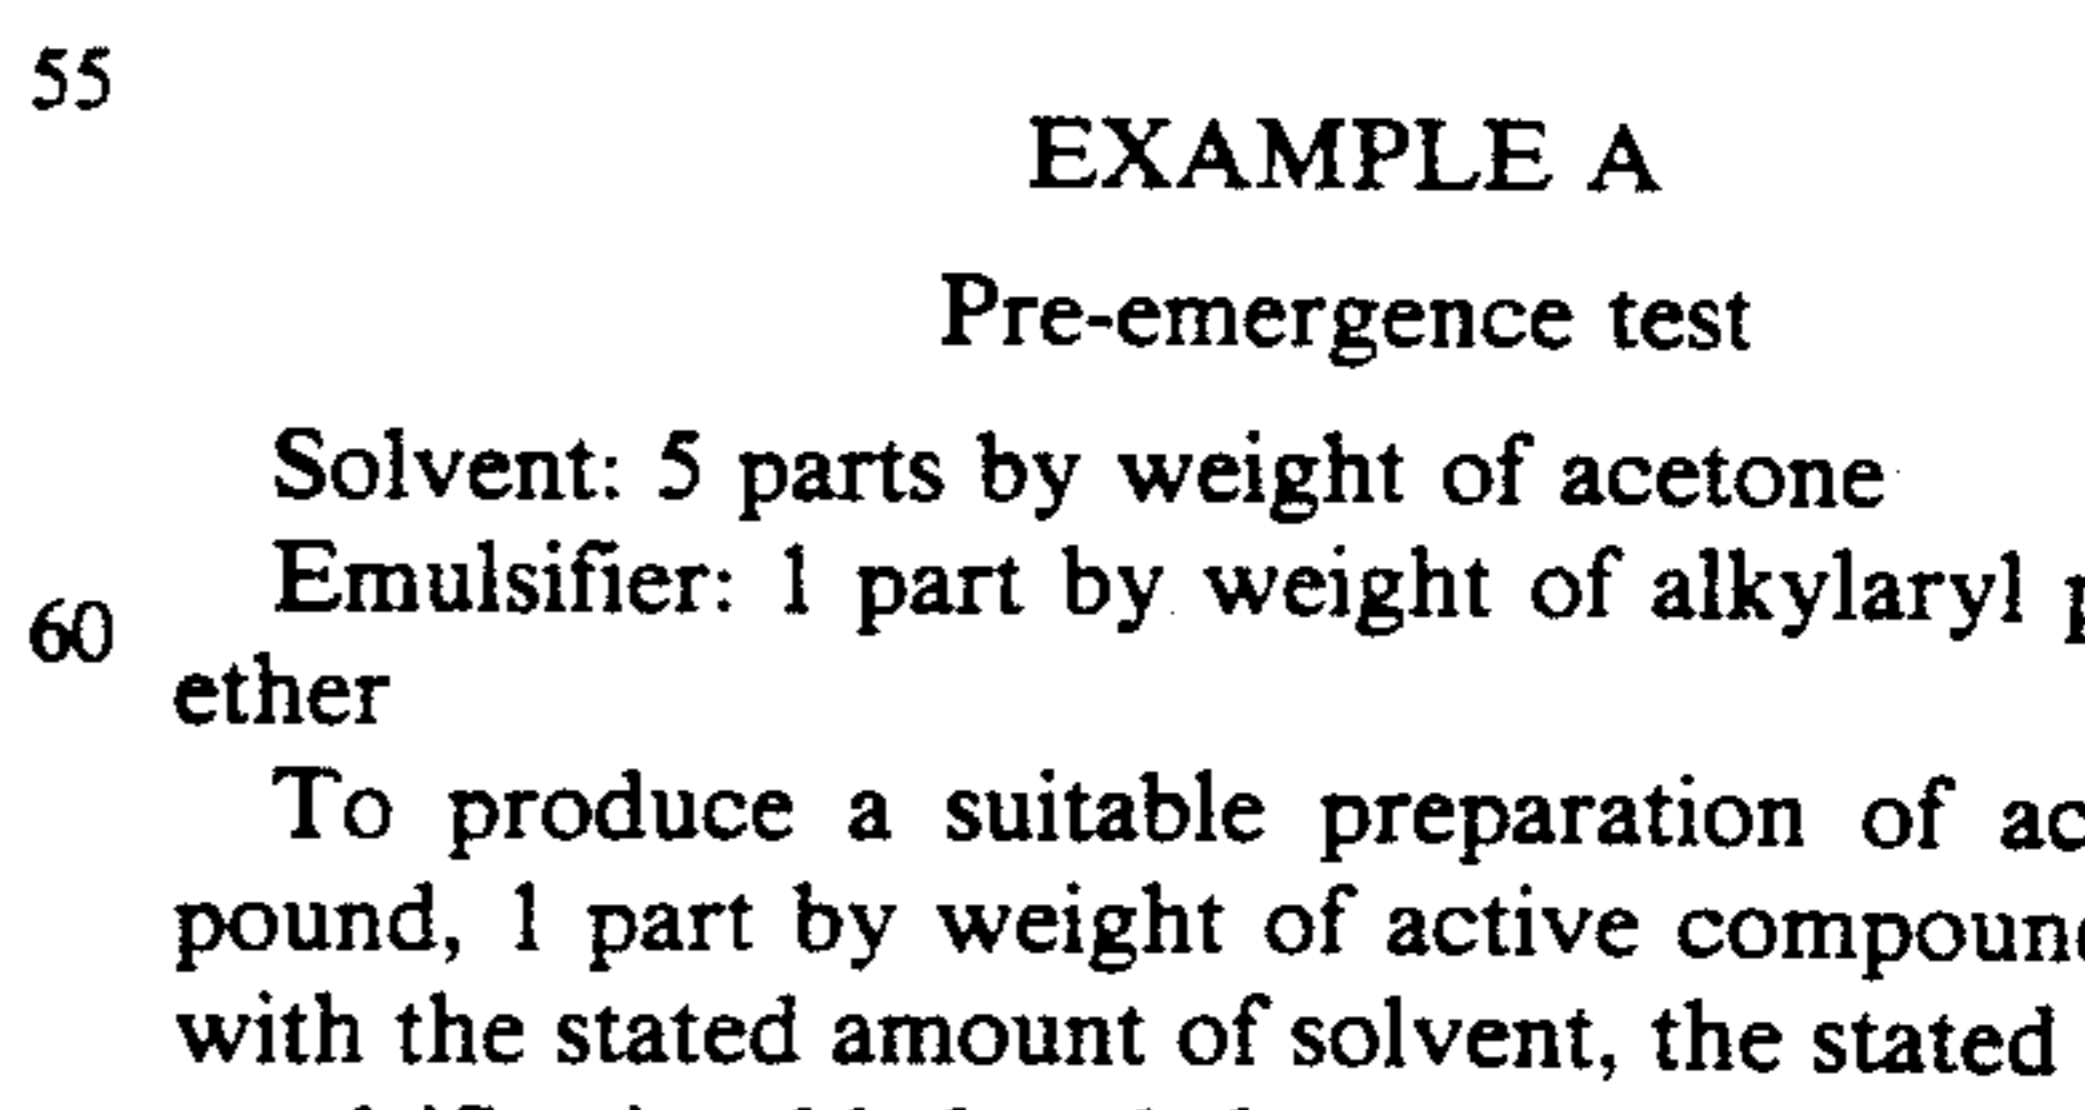 55
EXAMPLE A
Pre-emergence test
Solvent: 5 parts by weight of acetone
Emulsifier: 1 part by weight of alkylaryl
60
ether
To produce a suitable preparation of
pound, 1 part by weight of active
with the stated amount of solvent, the stated